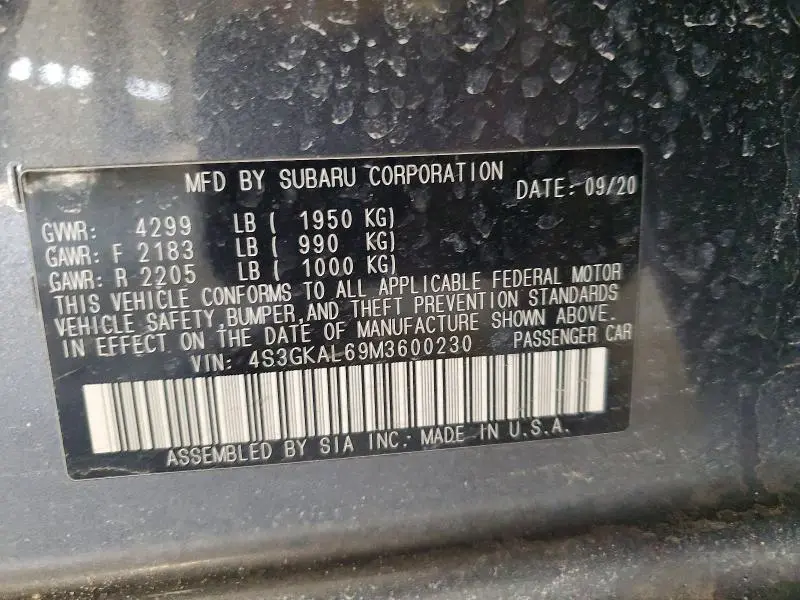 MFD BY SUBARU CORPORATION DATE: 09/20
GVWR: 4299 LB ( 1950 KG)
GAWR: F 2183 LB ( 990 KG)
GAWR: R 2205 LB ( 1000 KG)
THIS VEHICLE CONFORMS TO ALL APPLICABLE FEDERAL MOTOR
VEHICLE SAFETY, BUMPER, AND THEFT PREVENTION STANDARDS
IN EFFECT ON THE DATE OF MANUFACTURE SHOWN ABOVE.
VIN: 4S3GKAL69M3600230 PASSENGER CAR
ASSEMBLED BY SIA INC. MADE IN U.S.A.